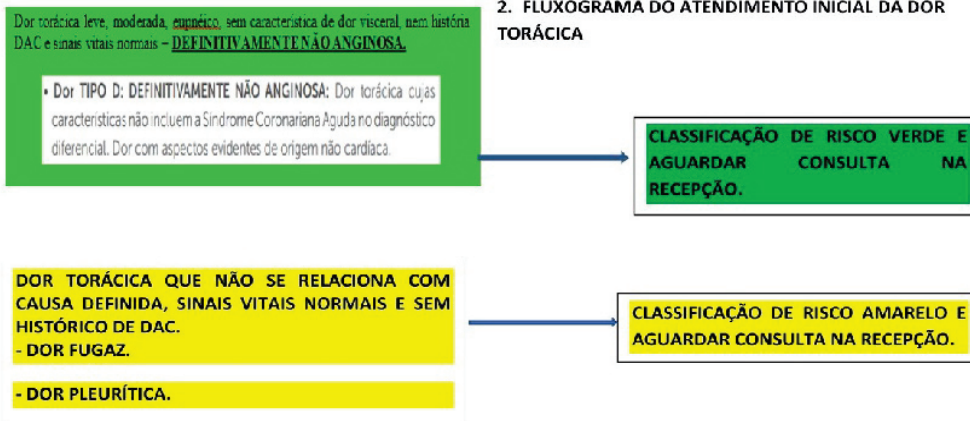 2. FLUXOGRAMA DO ATENDIMENTO INICIAL DA DOR
TORÁCICA
Dor torácica leve, moderada, eupnéico, sem característica de dor visceral, nem história
DAC e sinais vitais normais – DEFINITIVAMENTE NÃO ANGINOSA.
• Dor TIPO D: DEFINITIVAMENTE NÃO ANGINOSA: Dor torácica cujas
características não incluem a Síndrome Coronariana Aguda no diagnóstico
diferencial. Dor com aspectos evidentes de origem não cardíaca.
CLASSIFICAÇÃO DE RISCO VERDE E
AGUARDAR CONSULTA NA
RECEPÇÃO.
DOR TORÁCICA QUE NÃO SE RELACIONA COM
CAUSA DEFINIDA, SINAIS VITAIS NORMAIS E SEM
HISTÓRICO DE DAC.
- DOR FUGAZ.
- DOR PLEURÍTICA.
CLASSIFICAÇÃO DE RISCO AMARELO E
AGUARDAR CONSULTA NA RECEPÇÃO.